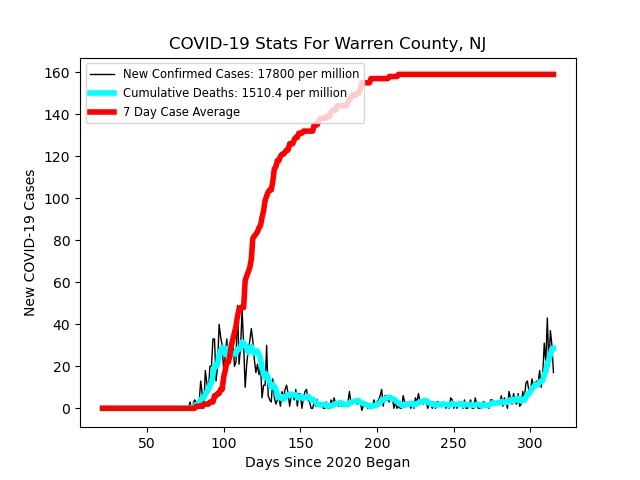 COVID-19 Stats For Warren County, NJ
New Confirmed Cases: 17800 per million
Cumulative Deaths: 1510.4 per million
7 Day Case Average
New COVID-19 Cases
160
140
120
100
80
60
40
20
0
50 100 150 200 250 300
Days Since 2020 Began